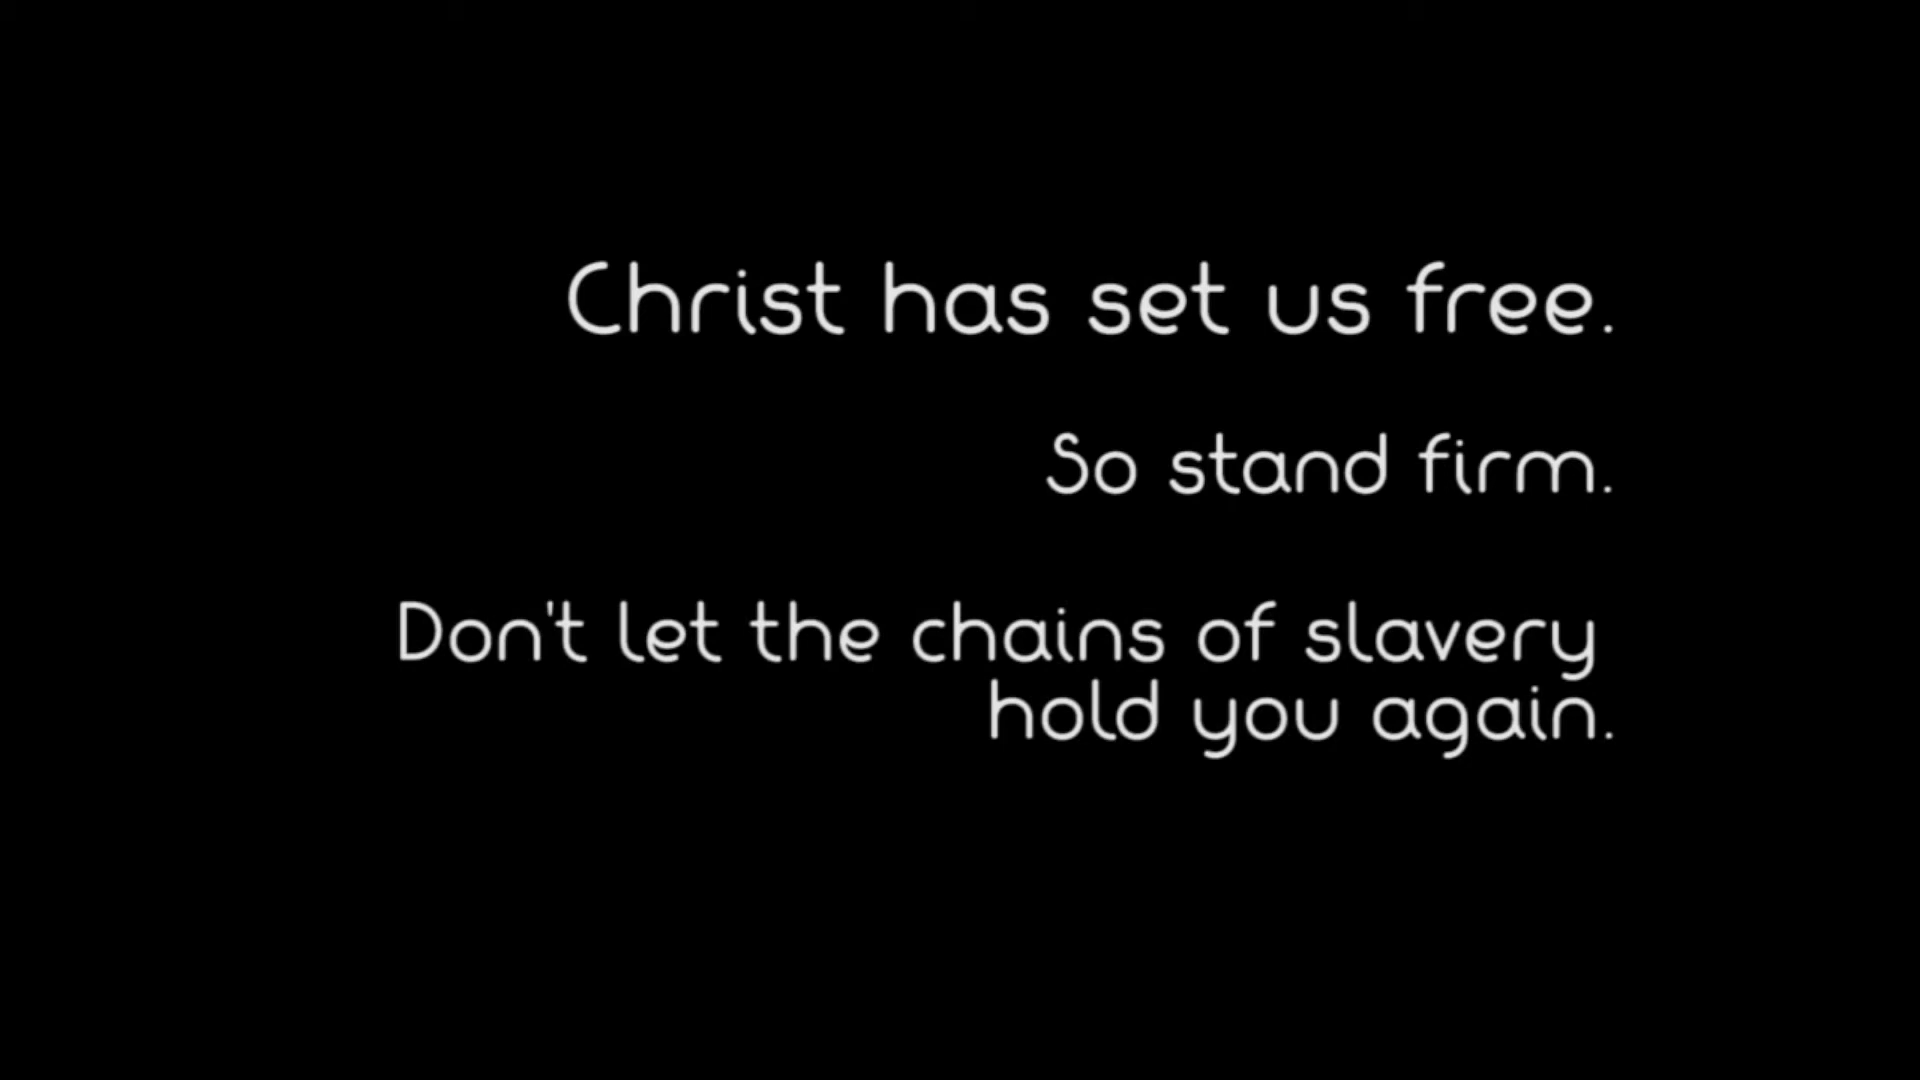 Christ has set us free.
So stand firm.
Don't let the chains of slavery
hold you again.